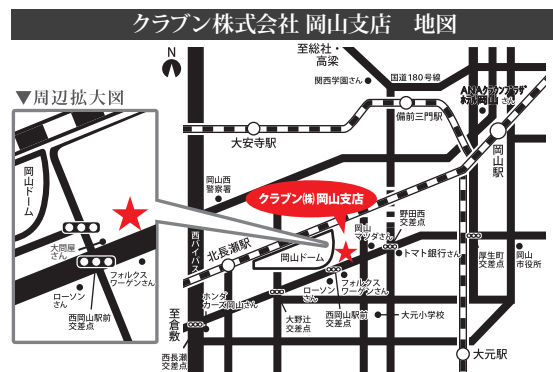 クラブン株式会社 岡山支店　地図
N
至総社・
高梁
関西学園さん
国道180号線
ANAクラウンプラザ
ホテル岡山さん
▼周辺拡大図
備前三門駅
大安寺駅
岡山駅
岡山西
警察署
クラブン㈱ 岡山支店
岡山ドーム
西バイパス
北長瀬駅
岡山
マツダさん
野田西
交差点
大問屋
さん
岡山ドーム
トマト銀行さん
厚生町
交差点
岡山
市役所
フォルクス
ワーゲンさん
ローソン
さん
西岡山駅前
交差点
ホンダ
カーズ岡山さん
ローソン
さん
フォルクス
ワーゲンさん
至倉敷
大野辻
交差点
西岡山駅前
交差点
大元小学校
西長瀬
交差点
大元駅